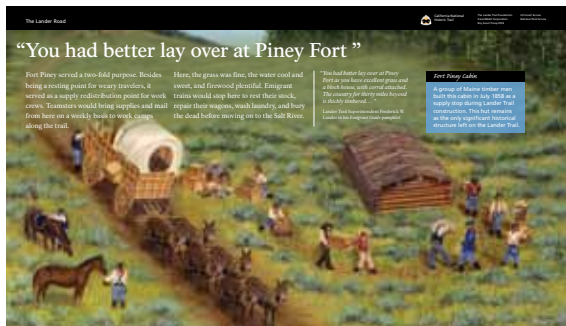 The Lander Road
California National
Historic Trail
“You had better lay over at Piney Fort ”
Fort Piney served a two-fold purpose. Besides
being a resting point for weary travelers, it
served as a supply redistribution point for work
crews. Teamsters would bring supplies and mail
from here on a weekly basis to work camps
along the trail.
Here, the grass was fine, the water cool and
sweet, and firewood plentiful. Emigrant
trains would stop here to rest their stock,
repair their wagons, wash laundry, and bury
the dead before moving on to the Salt River.
“You had better lay over at Piney
Fort as you have excellent grass and
a block house, with corral attached.
The country for thirty miles beyond
is thickly timbered. . .”
Lander Trail Superintendent Frederick W.
Lander in his Emigrant Guide pamphlet
Fort Piney Cabin
A group of Maine timber men
built this cabin in July 1858 as a
supply stop during Lander Trail
construction. This hut remains
as the only significant historical
structure left on the Lander Trail.